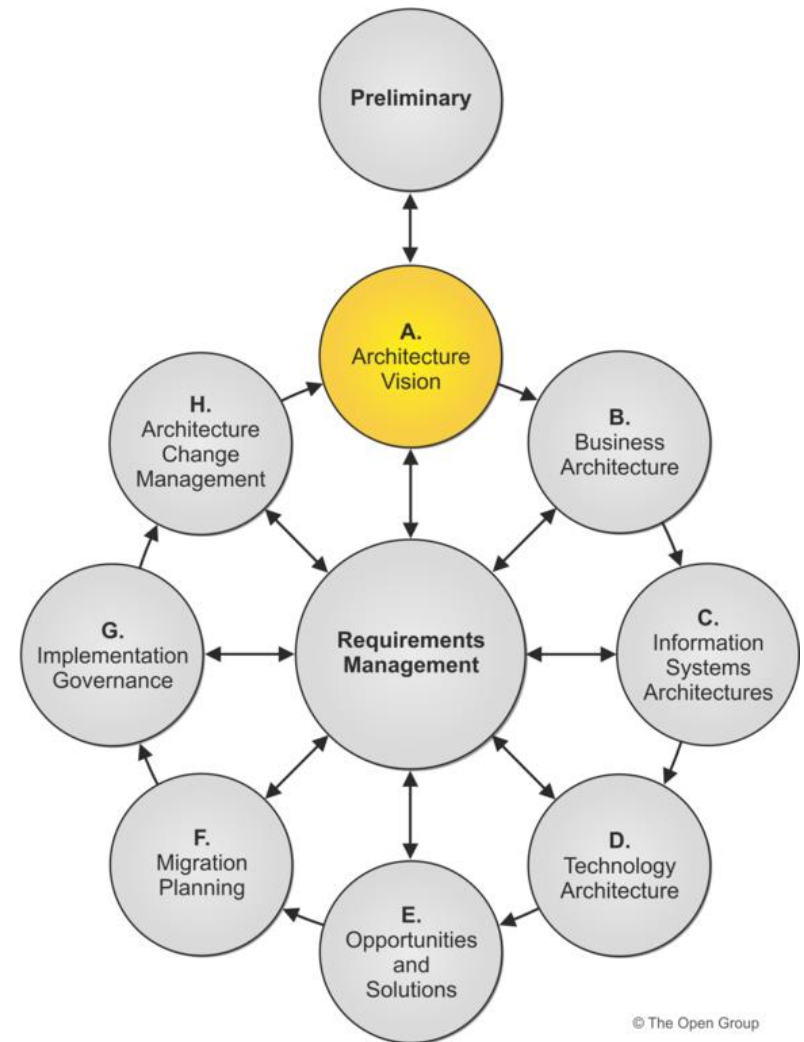 Preliminary
A.
Architecture
Vision
B.
Business
Architecture
C.
Information
Systems
Architectures
D.
Technology
Architecture
E.
Opportunities
and
Solutions
F.
Migration
Planning
G.
Implementation
Governance
H.
Architecture
Change
Management
Requirements
Management
© The Open Group